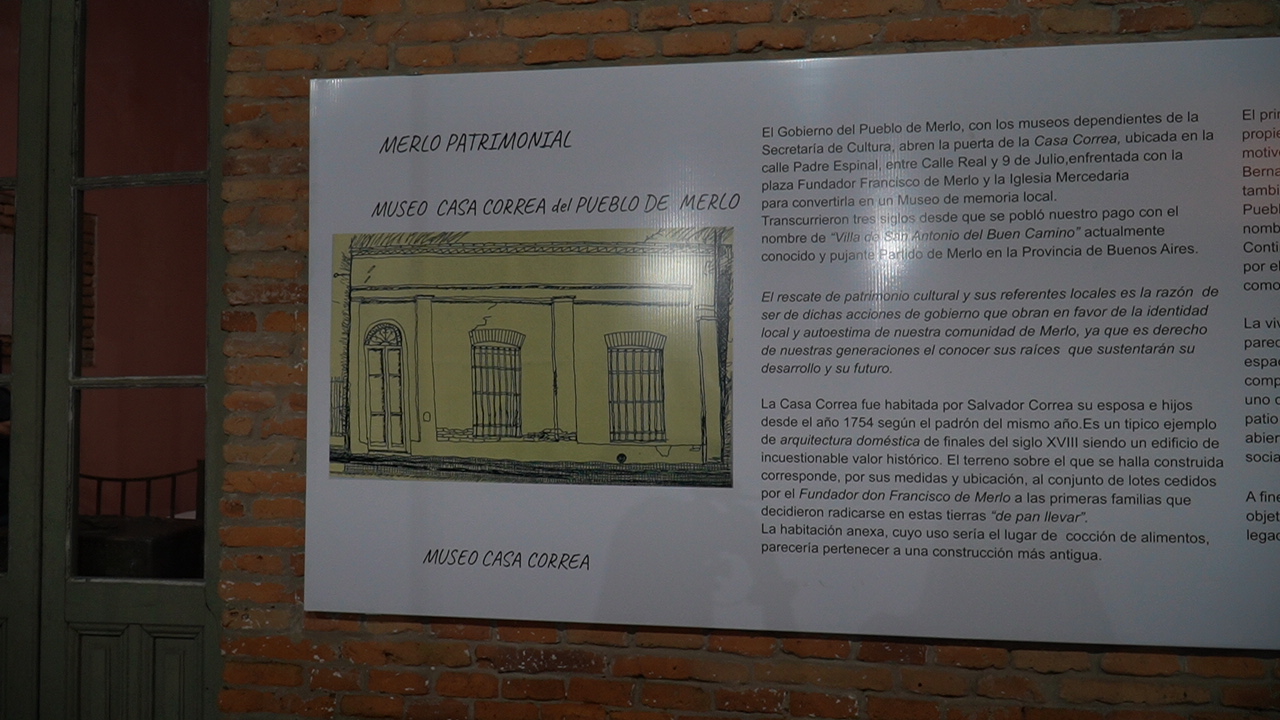 MERLO PATRIMONIAL
MUSEO CASA CORREA del PUEBLO DE MERLO
MUSEO CASA CORREA
El Gobierno del Pueblo de Merlo, con los museos dependientes de la
Secretaría de Cultura, abren la puerta de la Casa Correa, ubicada en la
calle Padre Espinal, entre Calle Real y 9 de Julio,enfrentada con la
plaza Fundador Francisco de Merlo y la Iglesia Mercedaria
para convertirla en un Museo de memoria local.
Transcurrieron tres siglos desde que se pobló nuestro pago con el
nombre de “Villa de San Antonio del Buen Camino” actualmente
conocido y pujante Partido de Merlo en la Provincia de Buenos Aires.
El rescate de patrimonio cultural y sus referentes locales es la razón de
ser de dichas acciones de gobierno que obran en favor de la identidad
local y autoestima de nuestra comunidad de Merlo, ya que es derecho
de nuestras generaciones el conocer sus raíces que sustentarán su
desarrollo y su futuro.
La Casa Correa fue habitada por Salvador Correa su esposa e hijos
desde el año 1754 según el padrón del mismo año.Es un tipico ejemplo
de arquitectura doméstica de finales del siglo XVIII siendo un edificio de
incuestionable valor histórico. El terreno sobre el que se halla construida
corresponde, por sus medidas y ubicación, al conjunto de lotes cedidos
por el Fundador don Francisco de Merlo a las primeras familias que
decidieron radicarse en estas tierras “de pan llevar”.
La habitación anexa, cuyo uso sería el lugar de cocción de alimentos,
parecería pertenecer a una construcción más antigua.
El
por el
como
La
uno
patio
A